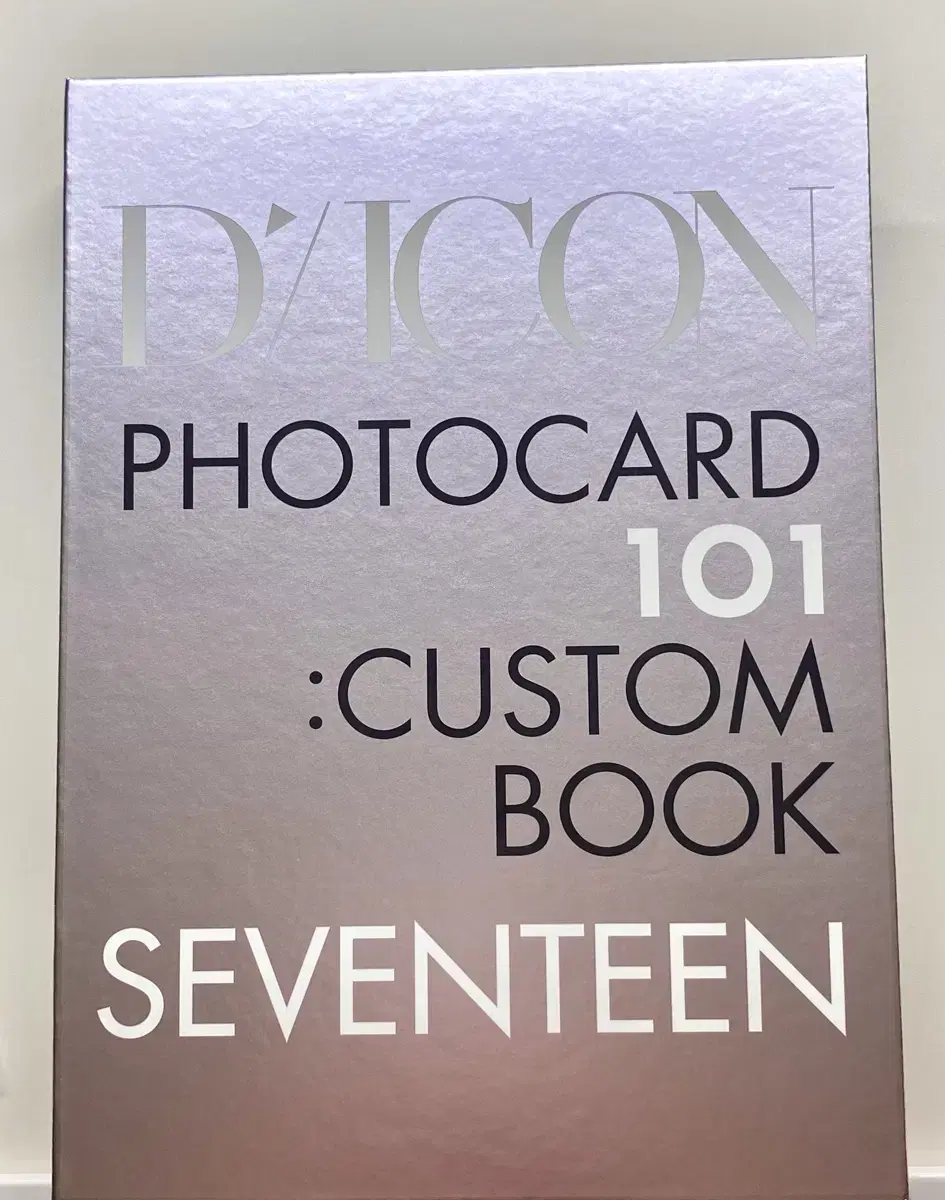 D'/ICON
PHOTOCARD
101
:CUSTOM
BOOK
SEVENTEEN